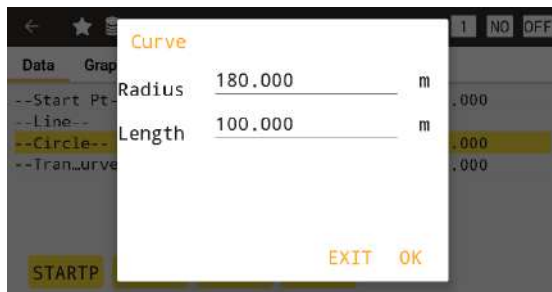 1 NO OFF
Curve
Data Grap
Radius 180.000 m
--Start Pt- .000
Length 100.000 m
--Line--
--Circle-- .000
--Tran…urve .000
EXIT OK
STARTP